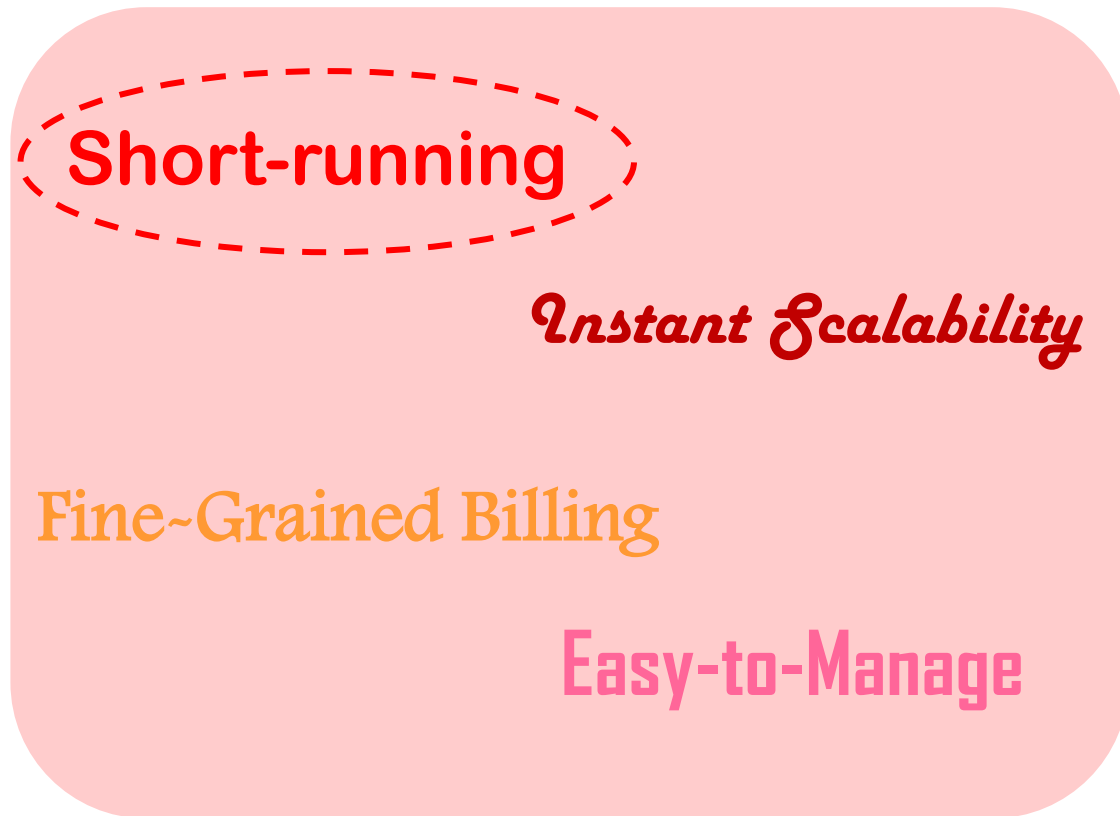 Short-running
Instant Scalability
Fine-Grained Billing
Easy-to-Manage